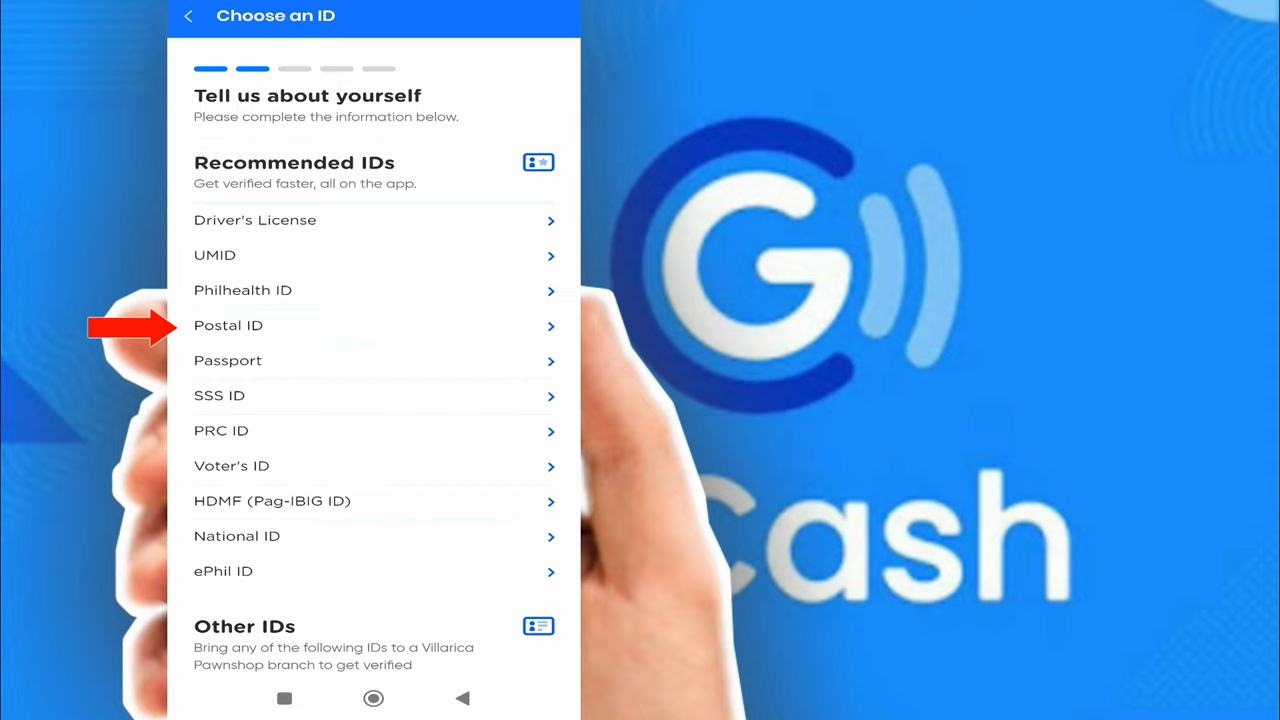 Choose an ID
Tell us about yourself
Please complete the information below.
Recommended IDs
Get verified faster, all on the app.
Driver's License
UMID
Philhealth ID
Postal ID
Passport
SSS ID
PRC ID
Voter's ID
HDMF (Pag-IBIG ID)
National ID
ePhil ID
Other IDs
Bring any of the following IDs to a Villarica
Pawnshop branch to get verified
G
Cash